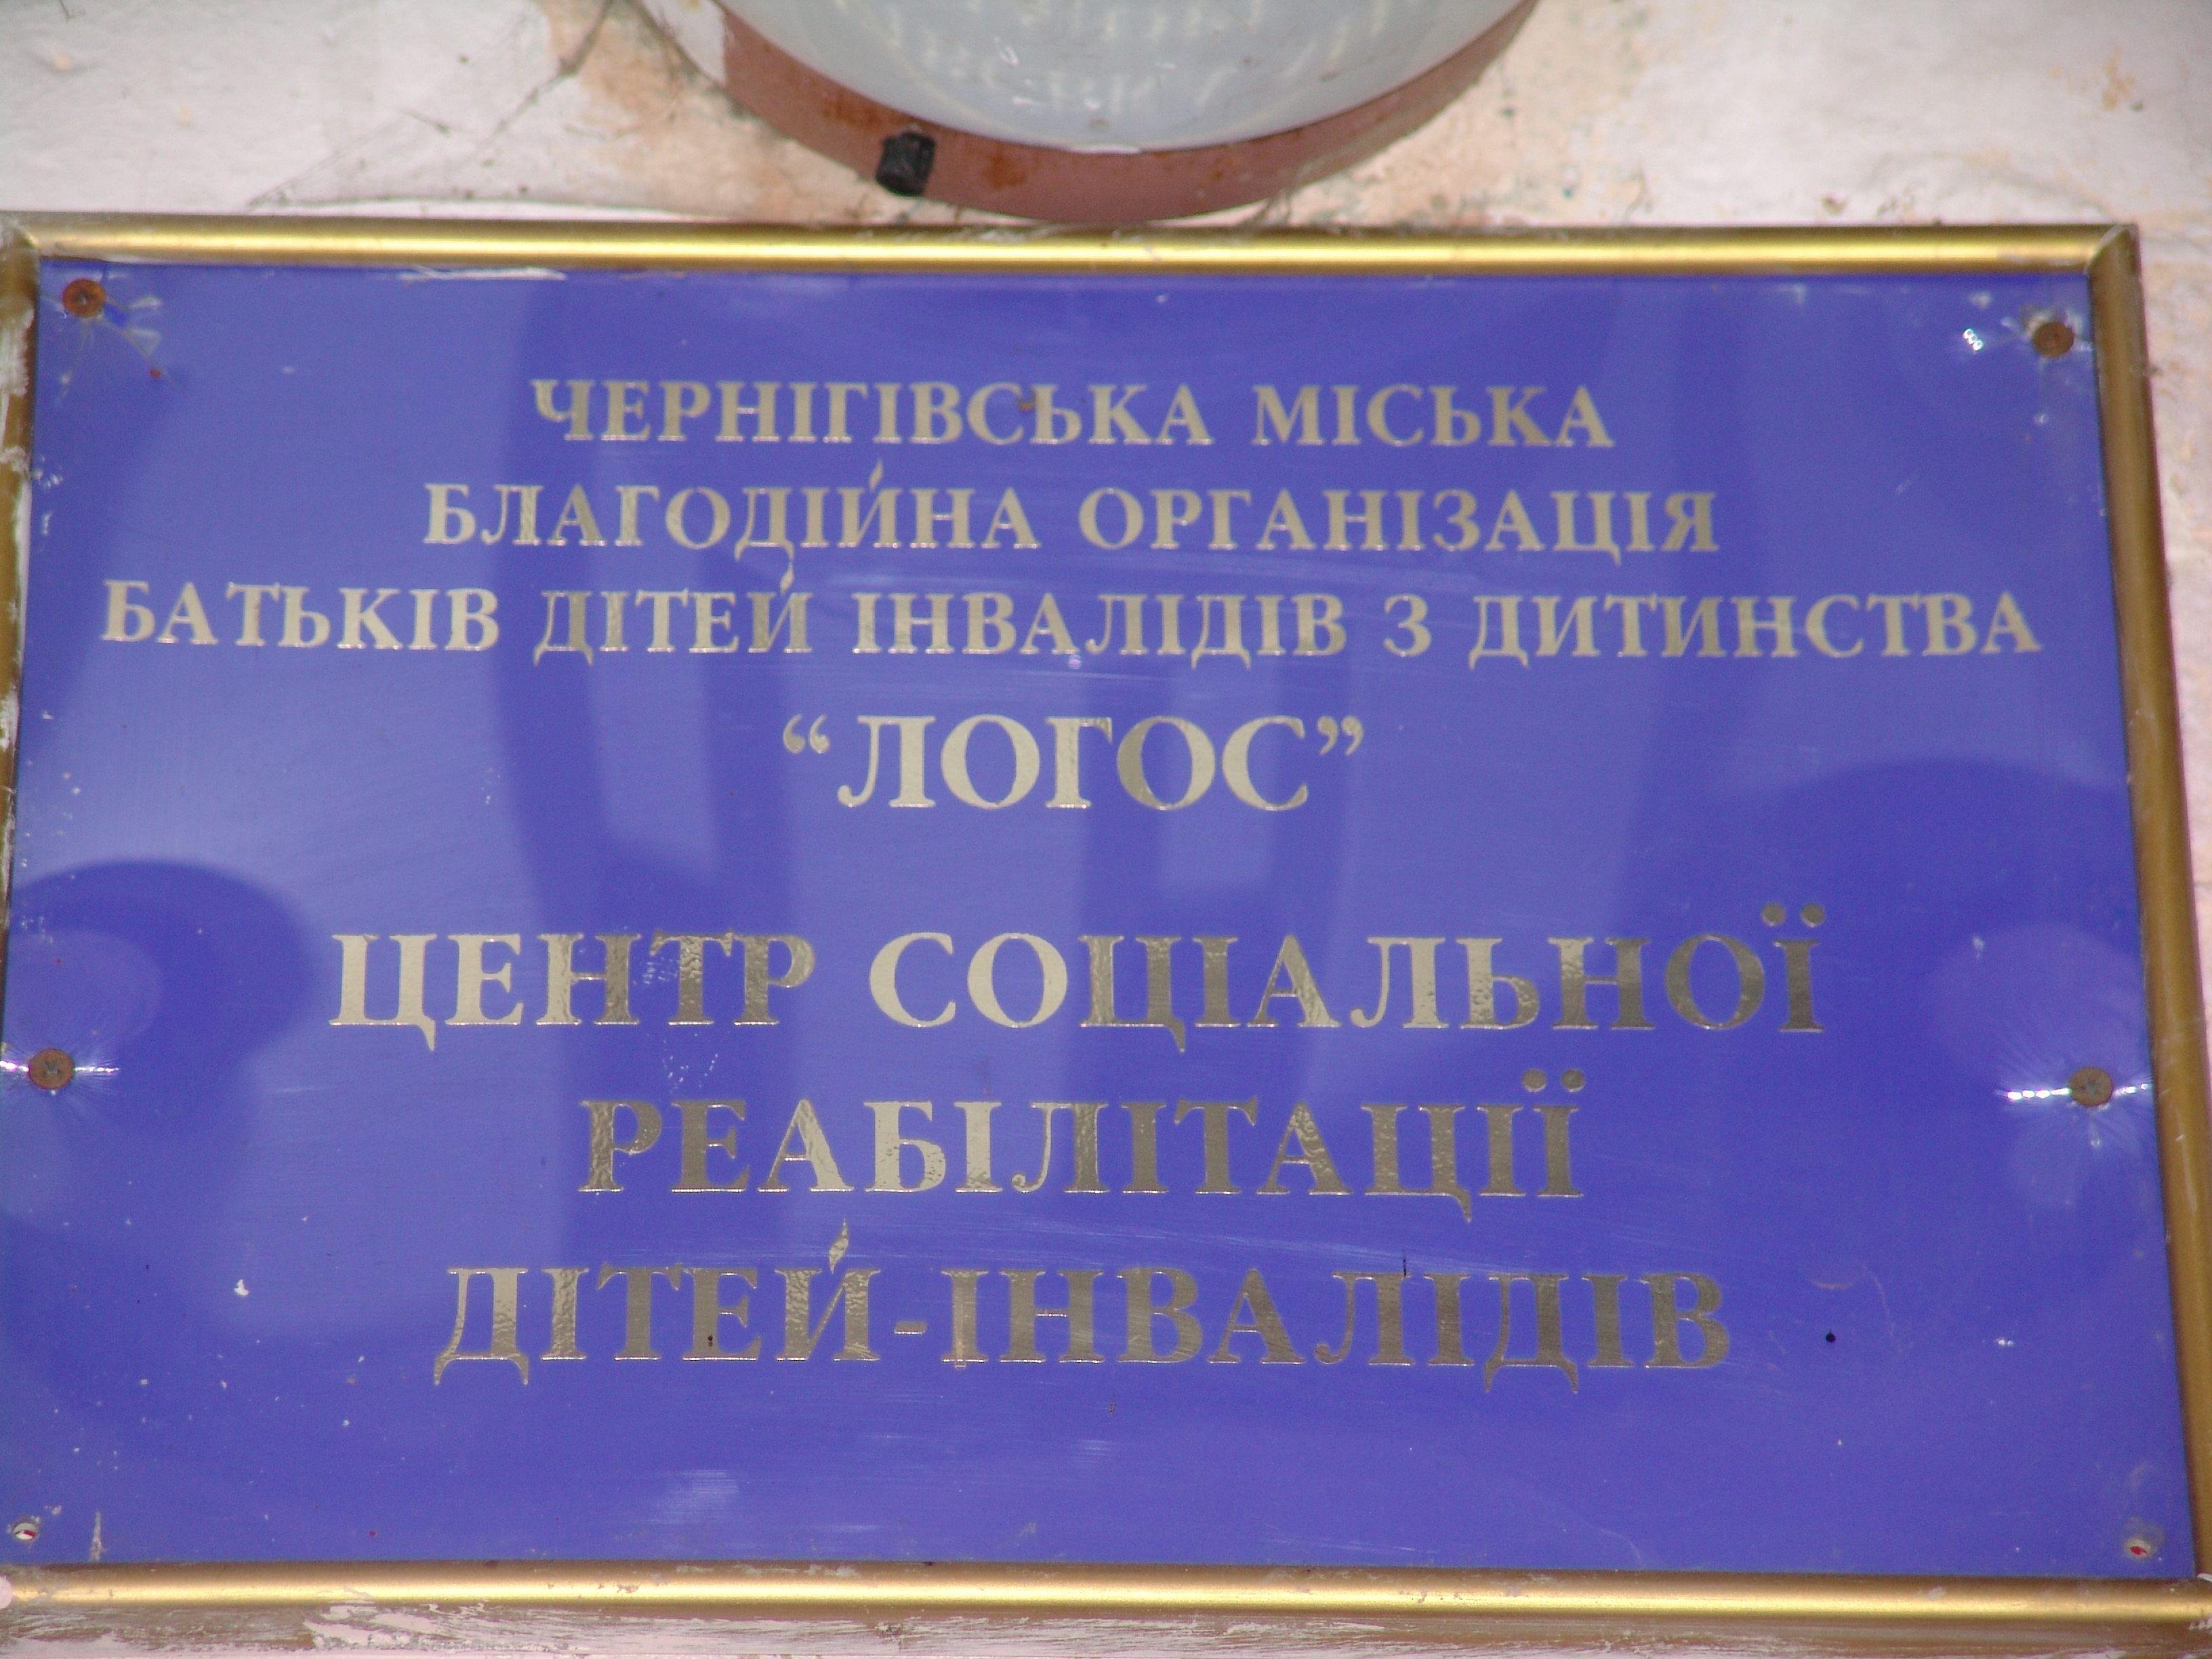 ЧЕРНІГІВСЬКА МІСЬКА
БЛАГОДІЙНА ОРГАНІЗАЦІЯ
БАТЬКІВ ДІТЕЙ ІНВАЛІДІВ З ДИТИНСТВА
“ЛОГОС”
ЦЕНТР СОЦІАЛЬНОЇ
РЕАБІЛІТАЦІЇ
ДІТЕЙ-ІНВАЛІДІВ